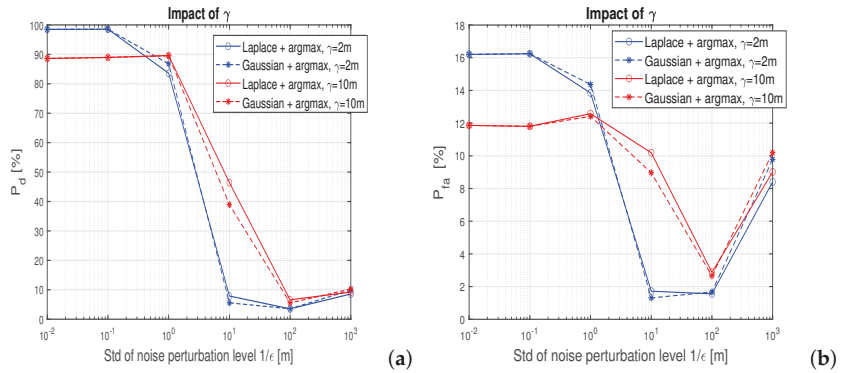 Impact of γ
100
90
80
70
60
50
40
30
20
10
0
P_d [%]
10^-2
10^-1
10^0
10^1
10^2
10^3
Std of noise perturbation level 1/ϵ [m]
Laplace + argmax, γ=2m
Gaussian + argmax, γ=2m
Laplace + argmax, γ=10m
Gaussian + argmax, γ=10m
(a)
Impact of γ
18
16
14
12
10
8
6
4
2
0
P_fa [%]
10^-2
10^-1
10^0
10^1
10^2
10^3
Std of noise perturbation level 1/ϵ [m]
Laplace + argmax, γ=2m
Gaussian + argmax, γ=2m
Laplace + argmax, γ=10m
Gaussian + argmax, γ=10m
(b)